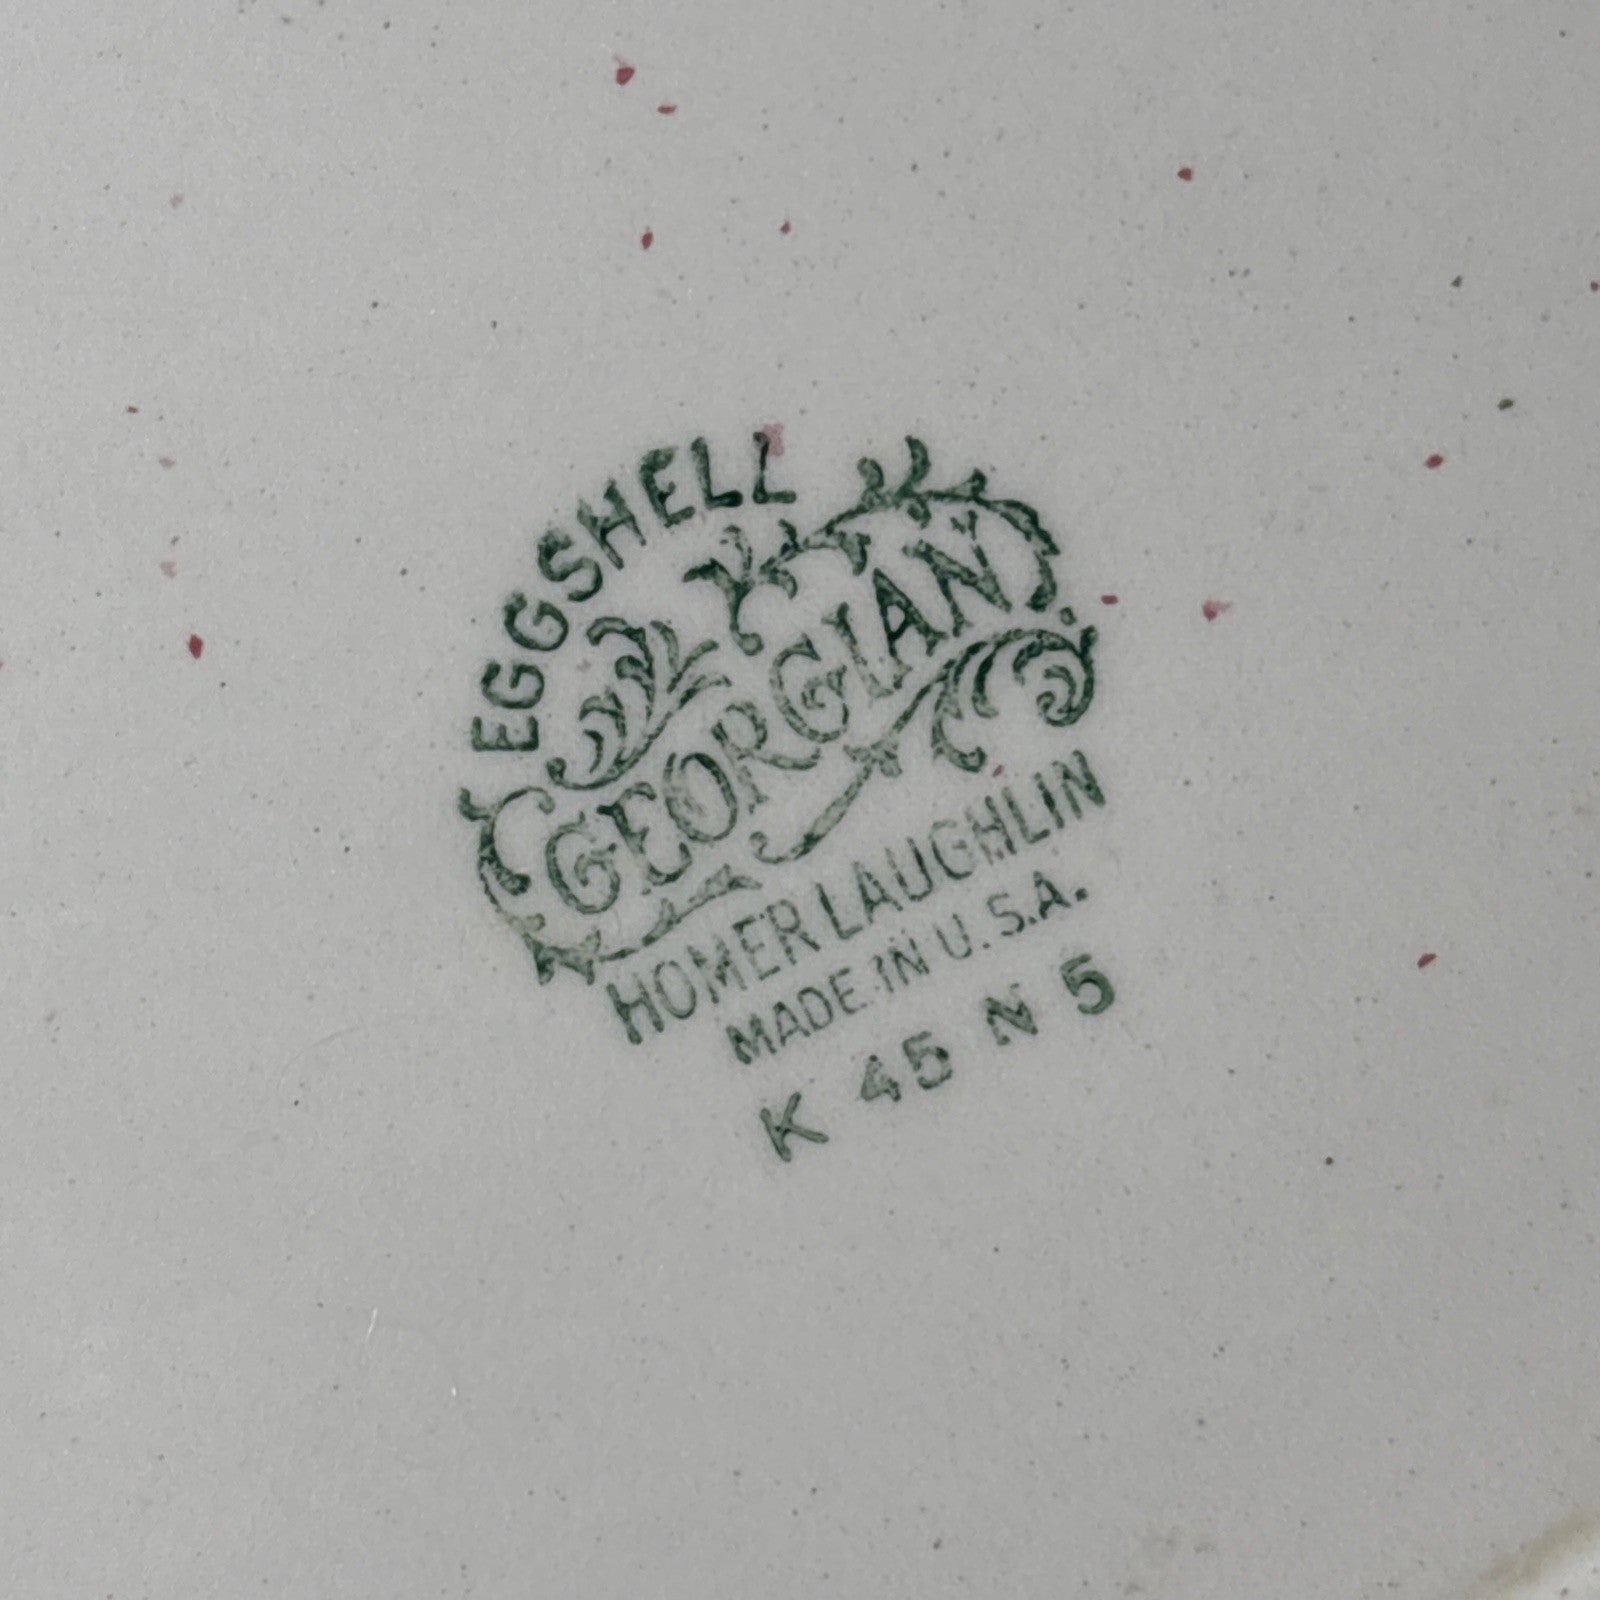 EGGSHELL
GEORGIAN
HOMER LAUGHLIN
MADE IN U.S.A.
K 45 N 5